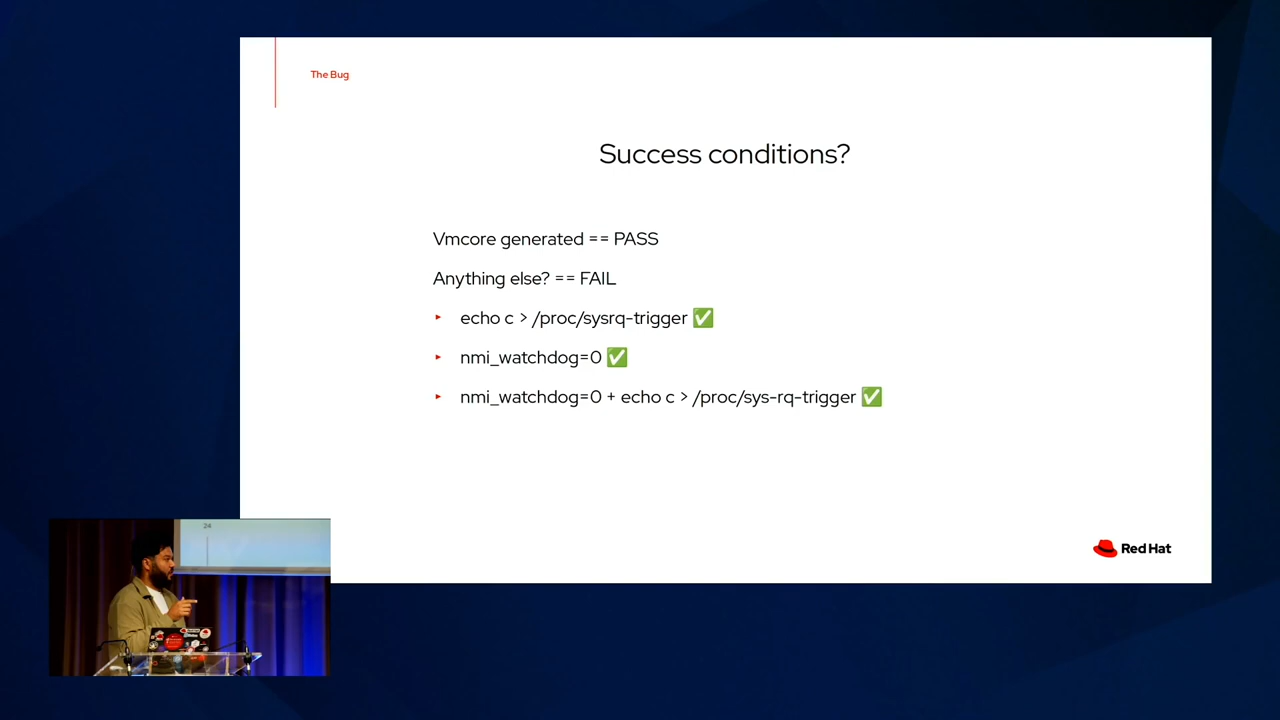 The Bug
Success conditions?
Vmcore generated == PASS
Anything else? == FAIL
‣ echo c > /proc/sysrq-trigger ✅
‣ nmi_watchdog=0 ✅
‣ nmi_watchdog=0 + echo c > /proc/sys-rq-trigger ✅
Red Hat
24